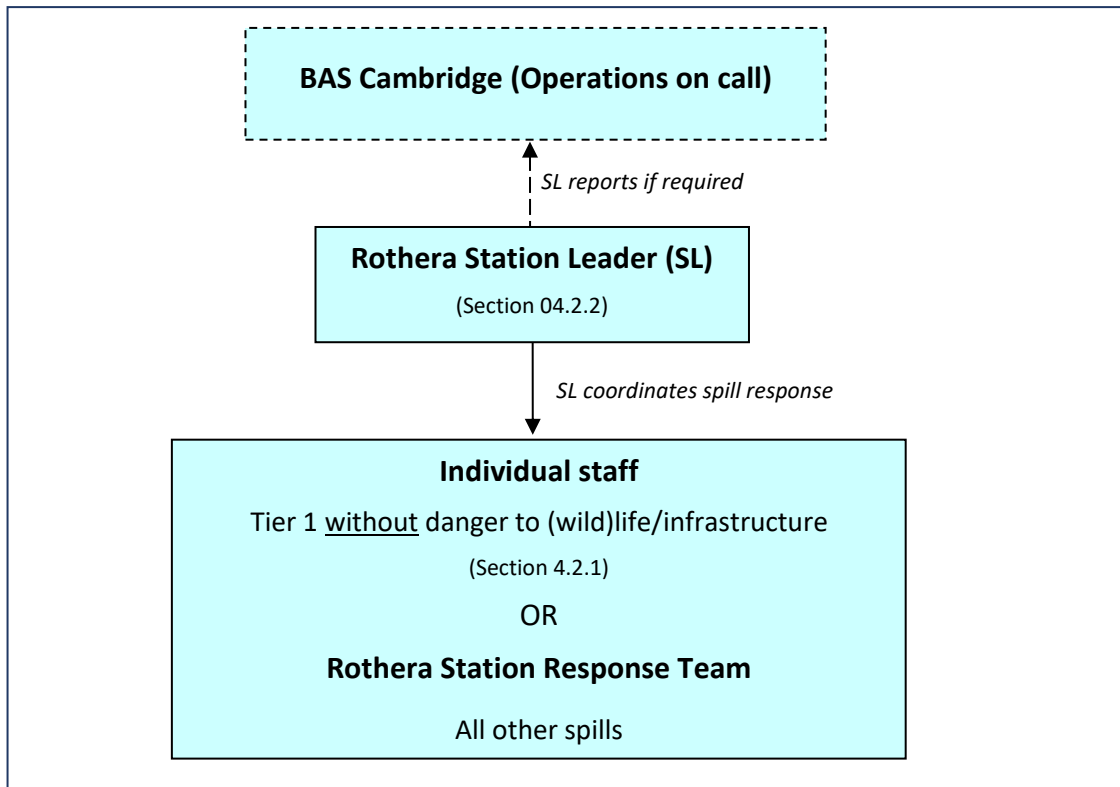 BAS Cambridge (Operations on call)
SL reports if required
Rothera Station Leader (SL)
(Section 04.2.2)
SL coordinates spill response
Individual staff
Tier 1 without danger to (wild)life/infrastructure
(Section 4.2.1)
OR
Rothera Station Response Team
All other spills